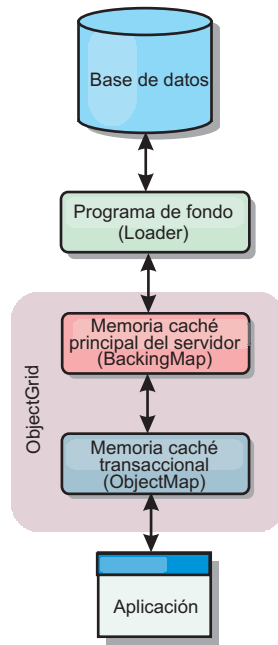 Base de datos
Programa de fondo
(Loader)
ObjectGrid
Memoria caché
principal del servidor
(BackingMap)
Memoria caché
transaccional
(ObjectMap)
Aplicación